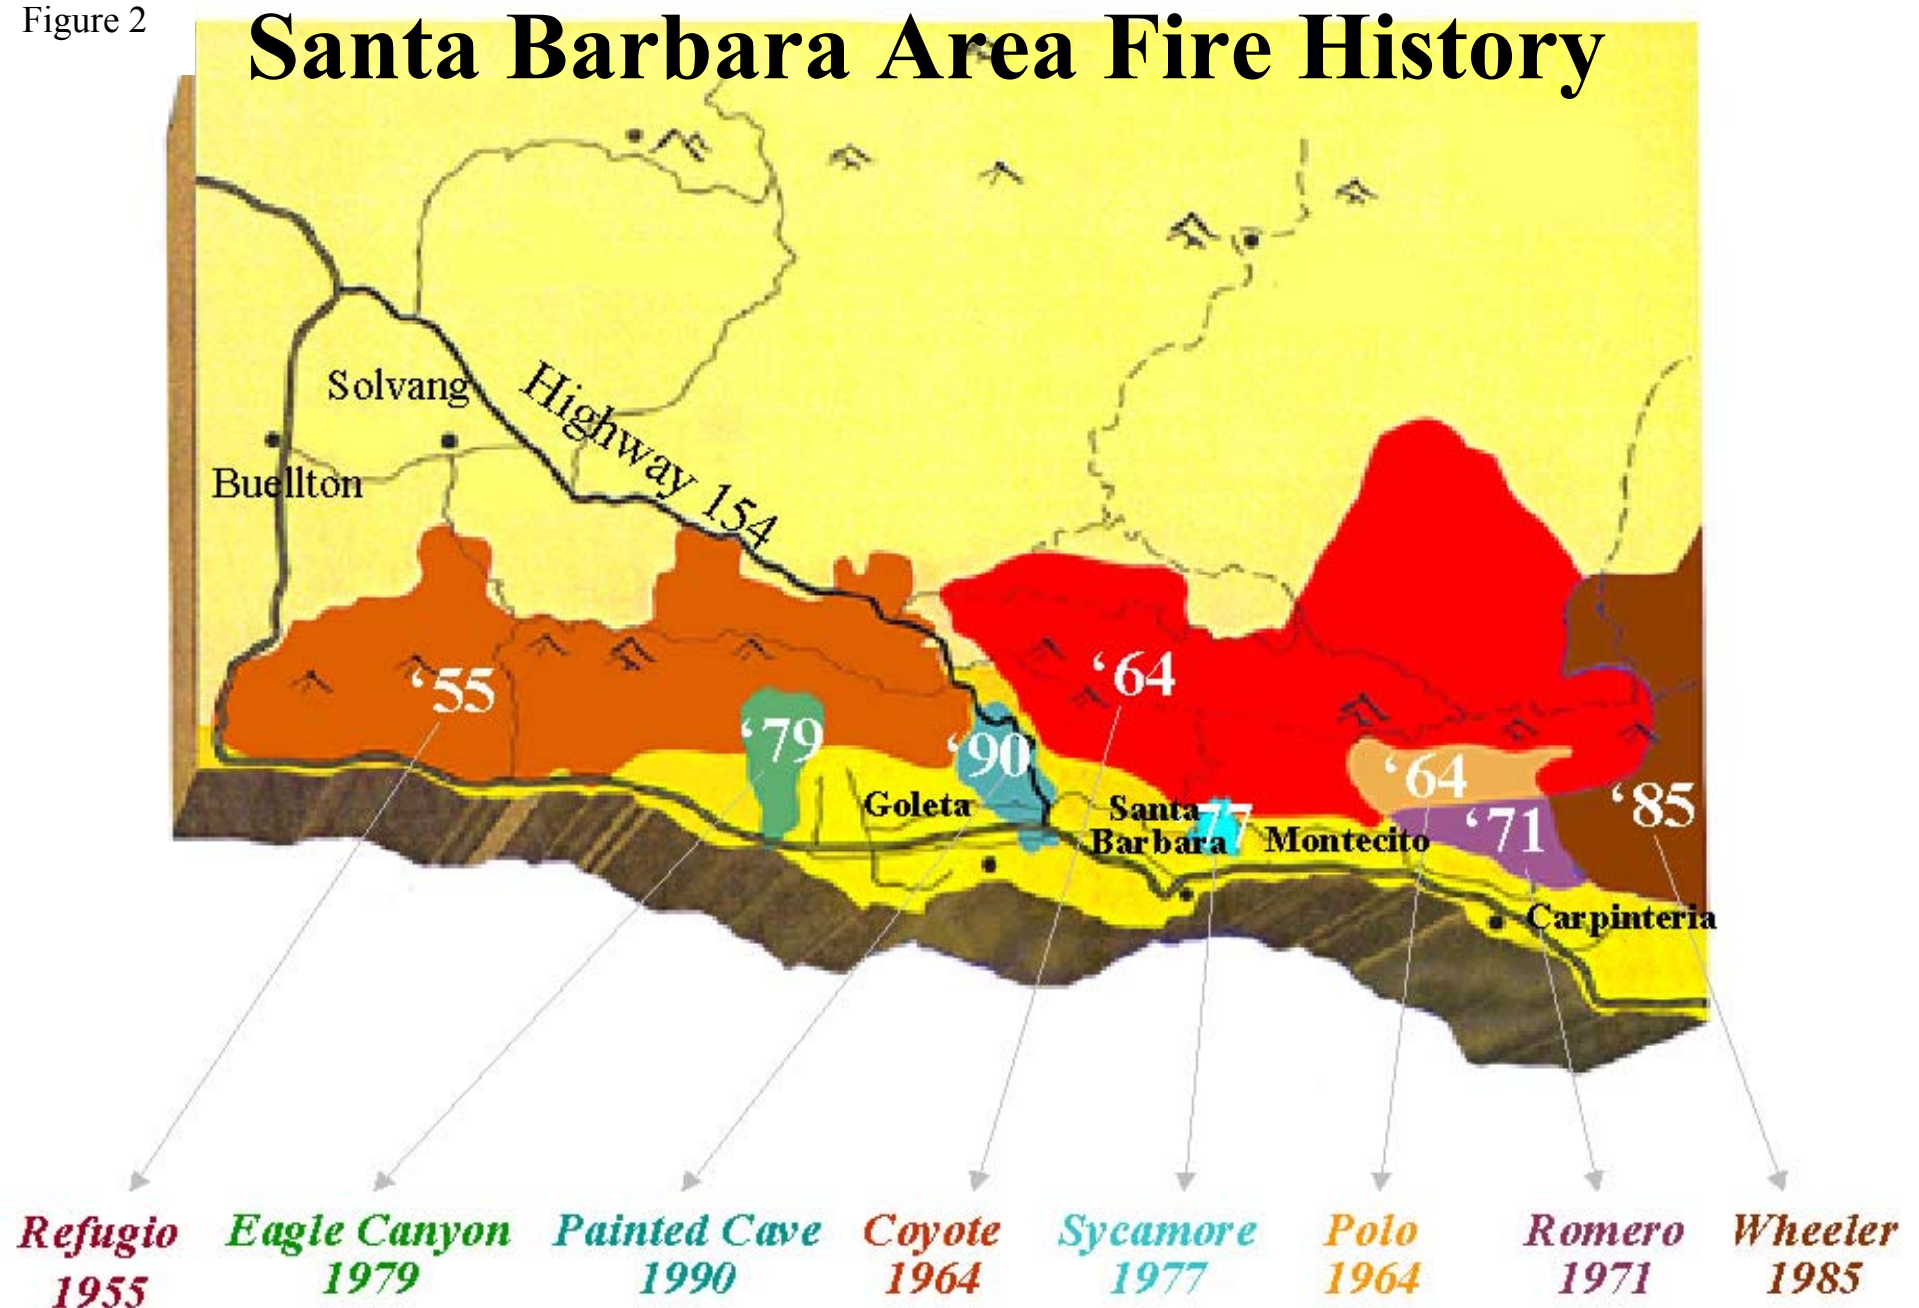 Figure 2
Santa Barbara Area Fire History
Solvang
Highway 154
Buellton
‘55
‘64
‘79
‘90
‘64
‘85
Goleta
Santa
Barbara
77
Montecito
‘71
Carpinteria
Refugio
1955
Eagle Canyon
1979
Painted Cave
1990
Coyote
1964
Sycamore
1977
Polo
1964
Romero
1971
Wheeler
1985